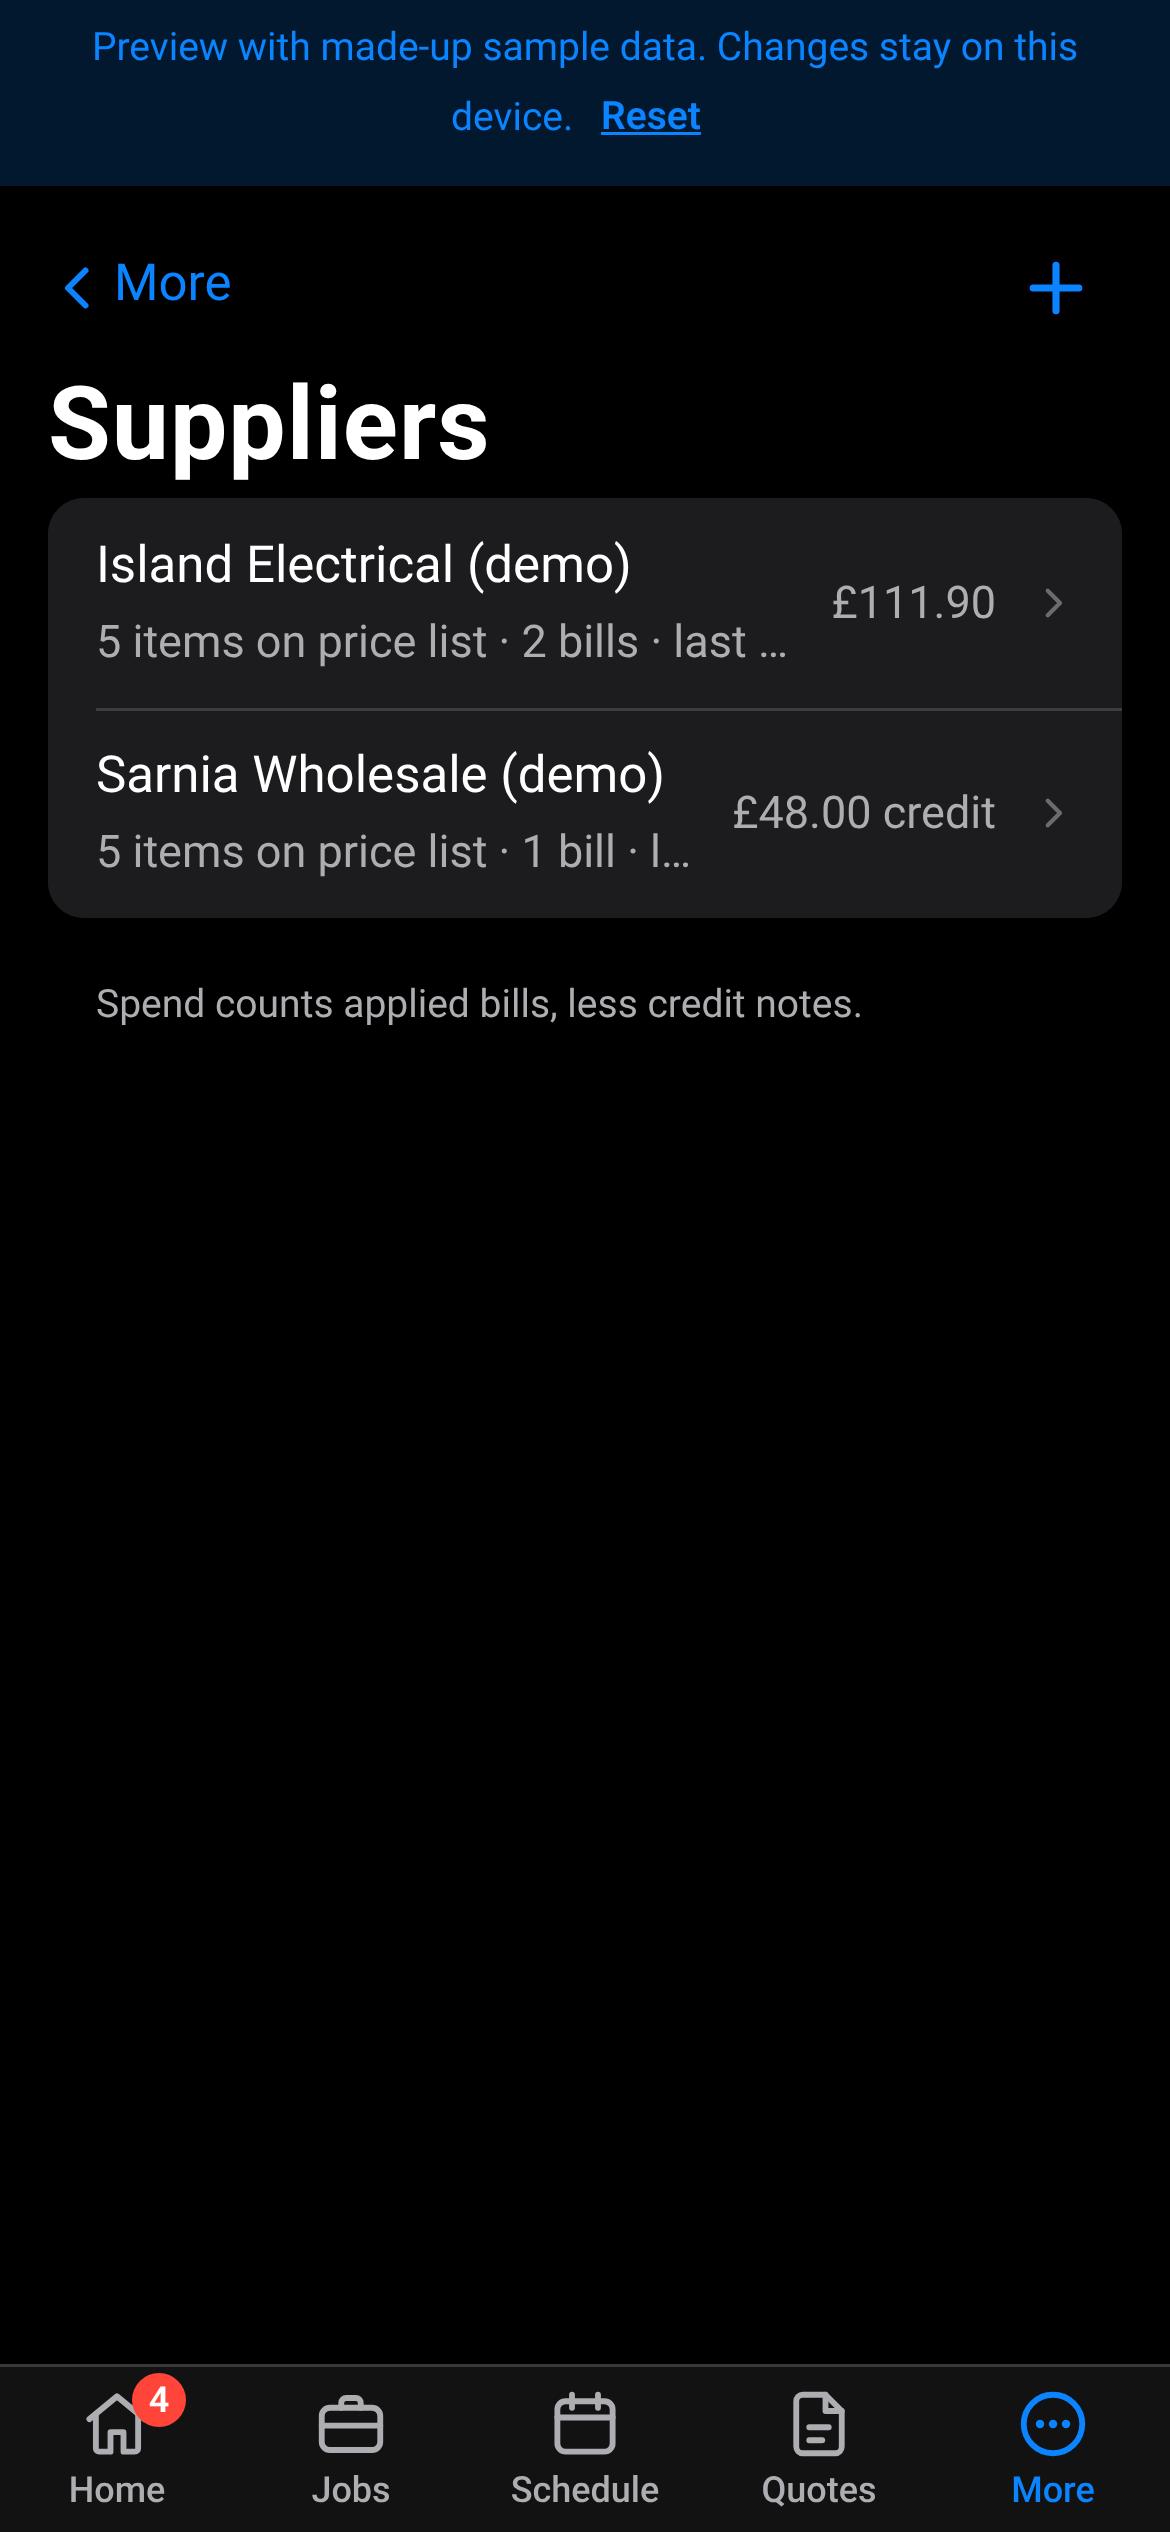 Preview with made-up sample data. Changes stay on this
device. Reset
More
Suppliers
Island Electrical (demo)
£111.90
5 items on price list · 2 bills · last ...
Sarnia Wholesale (demo)
£48.00 credit
5 items on price list · 1 bill · l...
Spend counts applied bills, less credit notes.
4
Home
Jobs
Schedule
Quotes
More